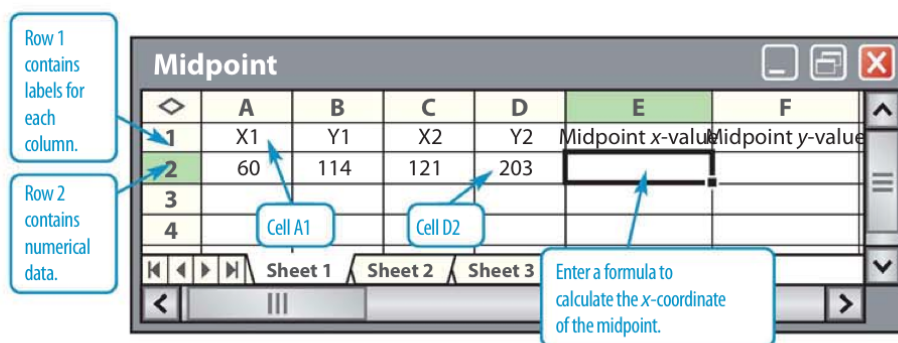 Row 1
contains
labels for
each
column.
Row 2
contains
numerical
data.
Midpoint
A B C D E F
1 X1 Y1 X2 Y2 Midpoint x-value Midpoint y-value
2 60 114 121 203
3
4
Cell A1
Cell D2
Sheet 1 Sheet 2 Sheet 3
Enter a formula to
calculate the x-coordinate
of the midpoint.